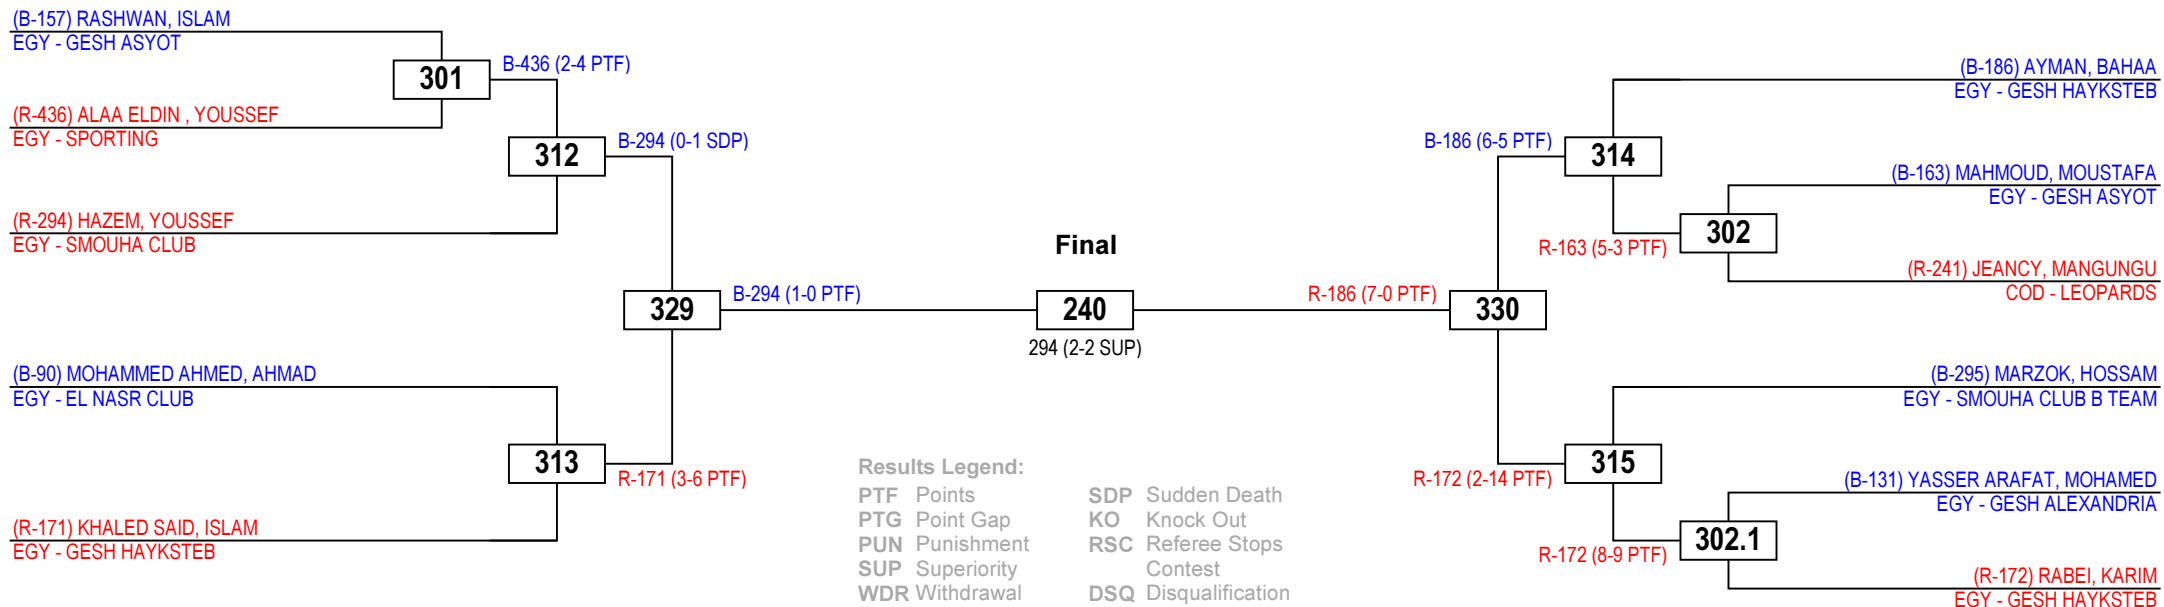 (B-157) RASHWAN, ISLAM
EGY - GESH ASYOT
301
B-436 (2-4 PTF)
(R-436) ALAA ELDIN , YOUSSEF
EGY - SPORTING
312
B-294 (0-1 SDP)
(R-294) HAZEM, YOUSSEF
EGY - SMOUHA CLUB
329
B-294 (1-0 PTF)
(B-90) MOHAMMED AHMED, AHMAD
EGY - EL NASR CLUB
313
R-171 (3-6 PTF)
(R-171) KHALED SAID, ISLAM
EGY - GESH HAYKSTEB
Final
240
294 (2-2 SUP)
(B-186) AYMAN, BAHAA
EGY - GESH HAYKSTEB
B-186 (6-5 PTF)
314
(B-163) MAHMOUD, MOUSTAFA
EGY - GESH ASYOT
302
R-163 (5-3 PTF)
(R-241) JEANCY, MANGUNGU
COD - LEOPARDS
R-186 (7-0 PTF)
330
(B-295) MARZOK, HOSSAM
EGY - SMOUHA CLUB B TEAM
315
R-172 (2-14 PTF)
(B-131) YASSER ARAFAT, MOHAMED
EGY - GESH ALEXANDRIA
302.1
R-172 (8-9 PTF)
(R-172) RABEI, KARIM
EGY - GESH HAYKSTEB
Results Legend:
PTF Points
PTG Point Gap
PUN Punishment
SUP Superiority
WDR Withdrawal
SDP Sudden Death
KO Knock Out
RSC Referee Stops
Contest
DSQ Disqualification